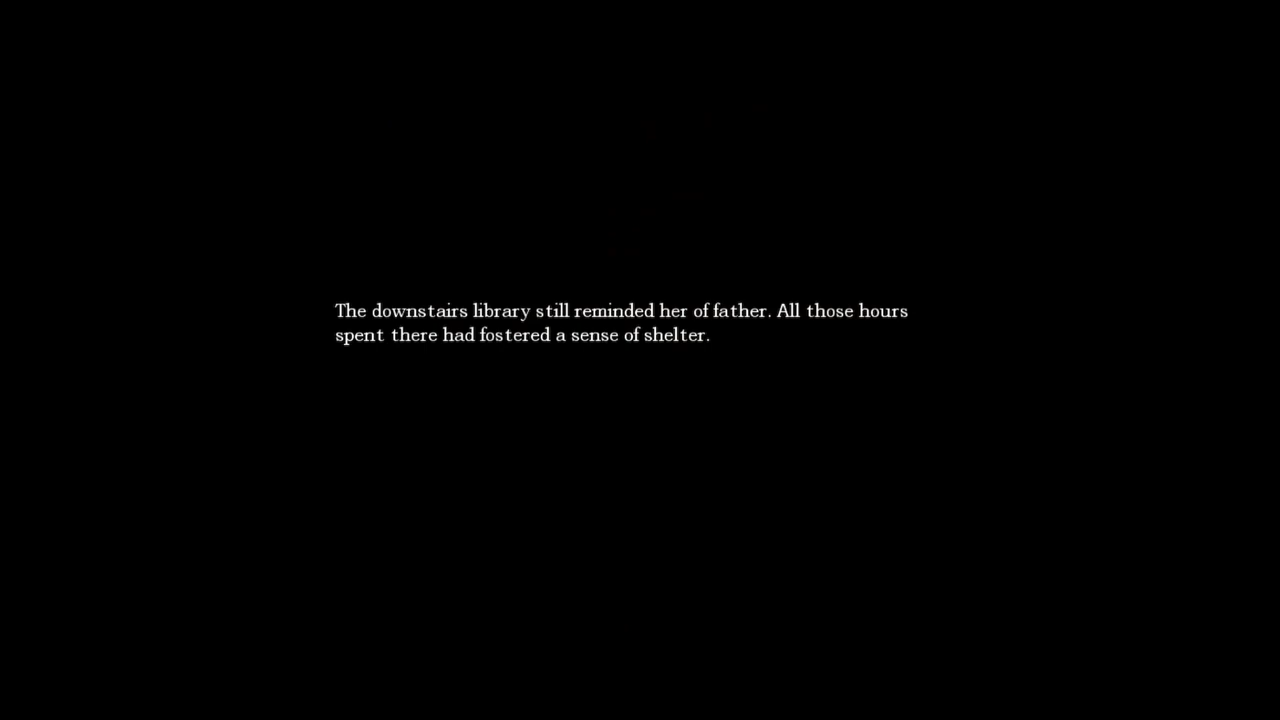 The downstairs library still reminded her of father. All those hours
spent there had fostered a sense of shelter.